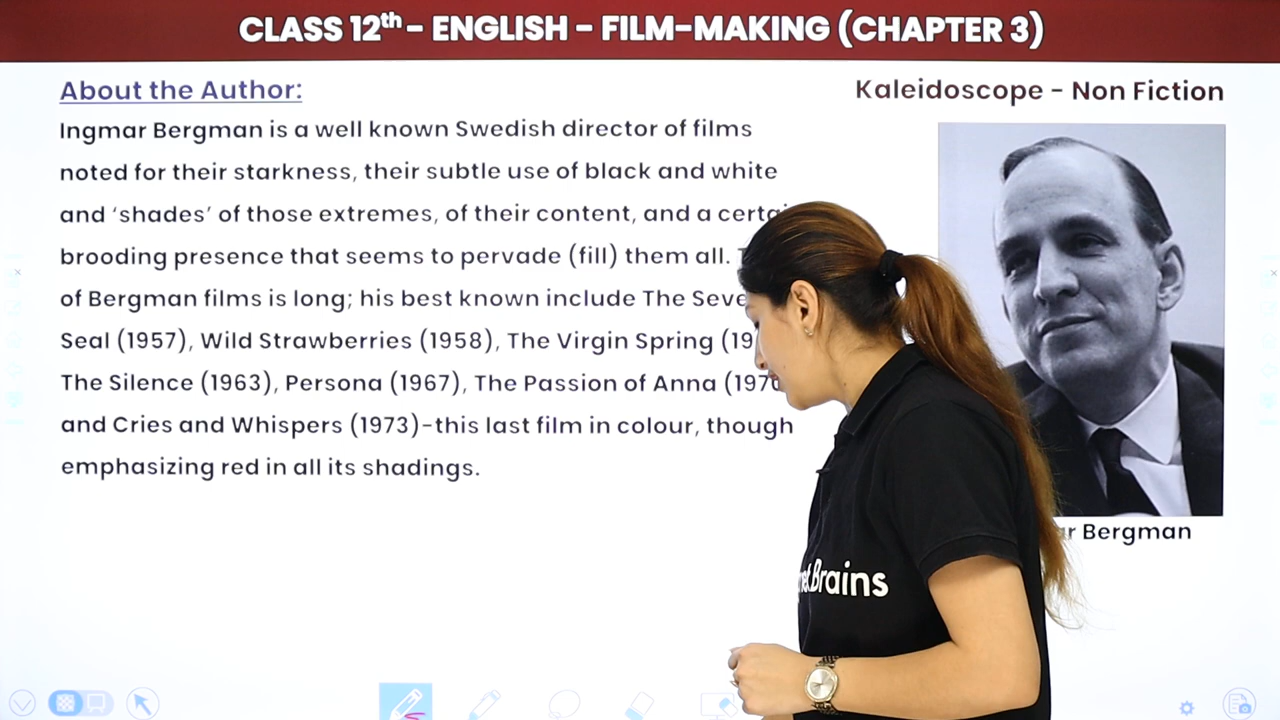 CLASS 12th - ENGLISH - FILM-MAKING (CHAPTER 3)
About the Author:
Kaleidoscope - Non Fiction
Ingmar Bergman is a well known Swedish director of films
noted for their starkness, their subtle use of black and white
and ‘shades’ of those extremes, of their content, and a
brooding presence that seems to pervade (fill) them all.
of Bergman films is long; his best known include The
Seal (1957), Wild Strawberries (1958), The Virgin Spring
The Silence (1963), Persona (1967), The Passion of Anna
and Cries and Whispers (1973)-this last film in colour, though
emphasizing red in all its shadings.
Bergman
Brains